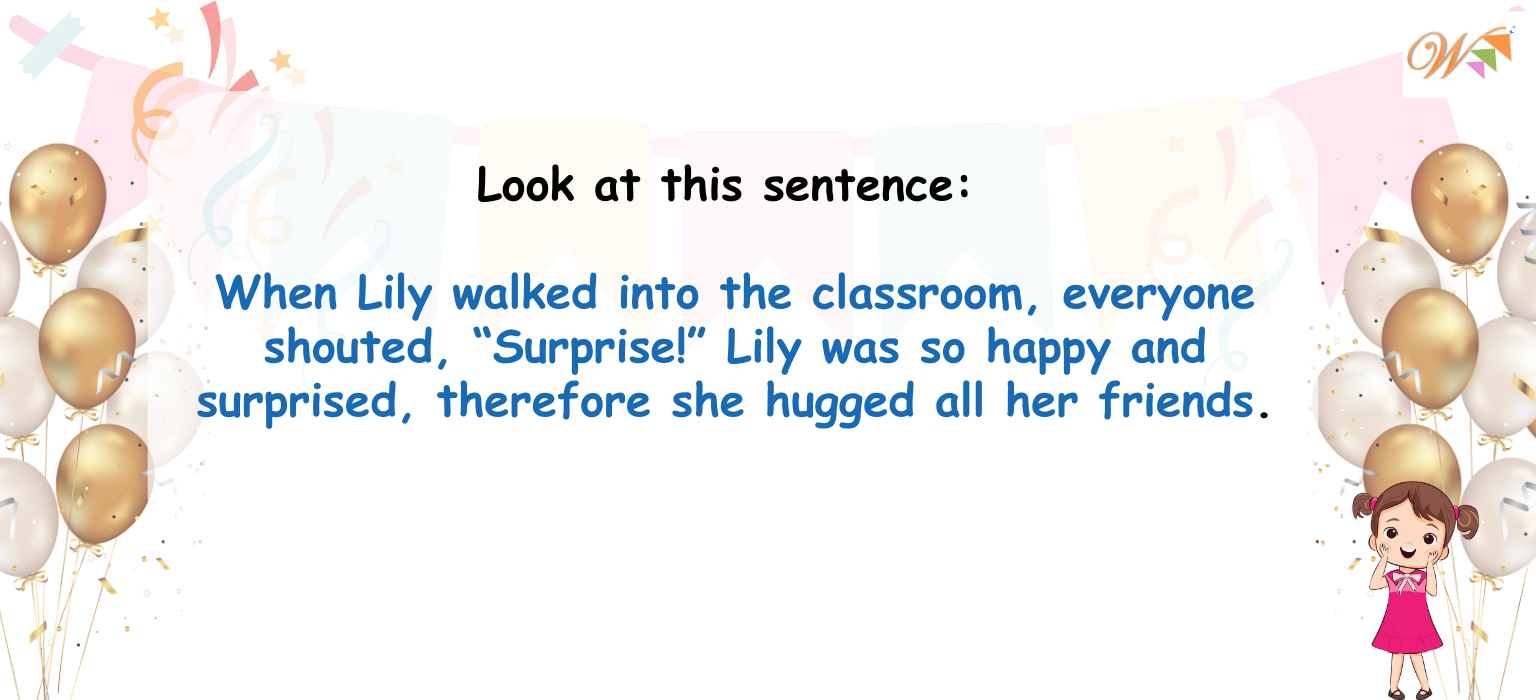 W
Look at this sentence:
When Lily walked into the classroom, everyone
shouted, “Surprise!” Lily was so happy and
surprised, therefore she hugged all her friends.